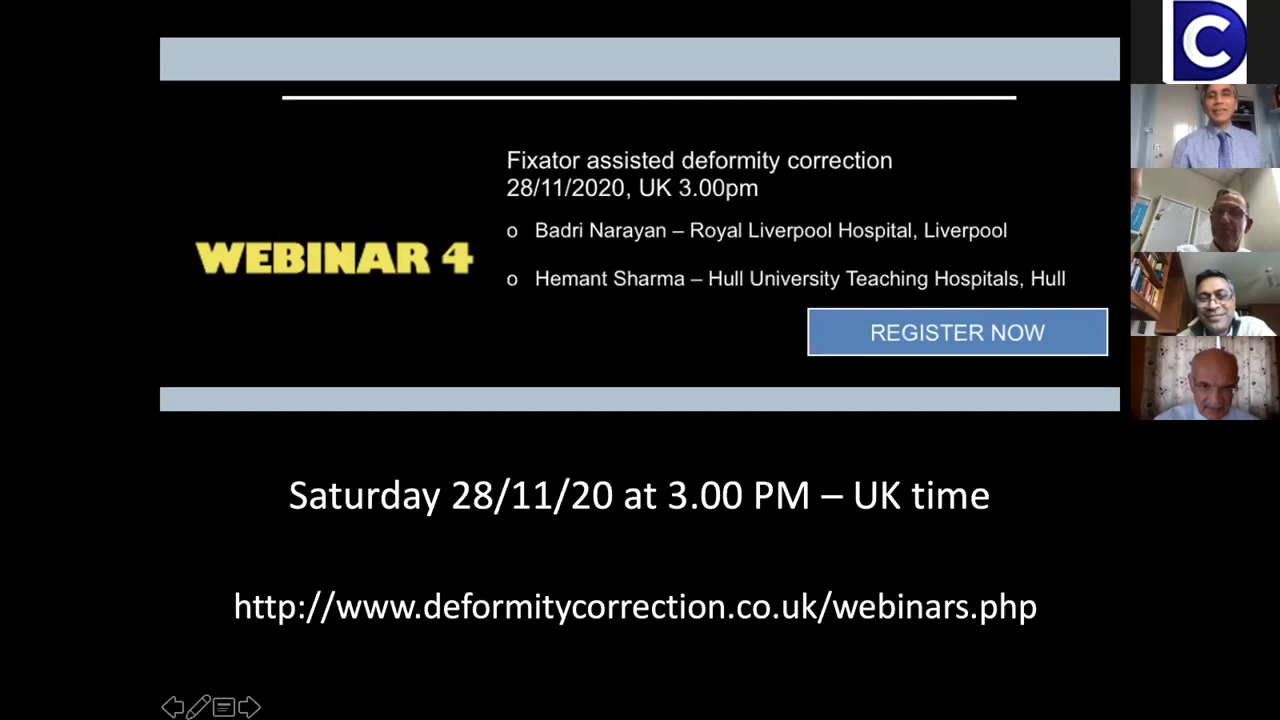 Fixator assisted deformity correction
28/11/2020, UK 3.00pm
o Badri Narayan – Royal Liverpool Hospital, Liverpool
WEBINAR 4
o Hemant Sharma – Hull University Teaching Hospitals, Hull
REGISTER NOW
Saturday 28/11/20 at 3.00 PM – UK time
http://www.deformitycorrection.co.uk/webinars.php
DC